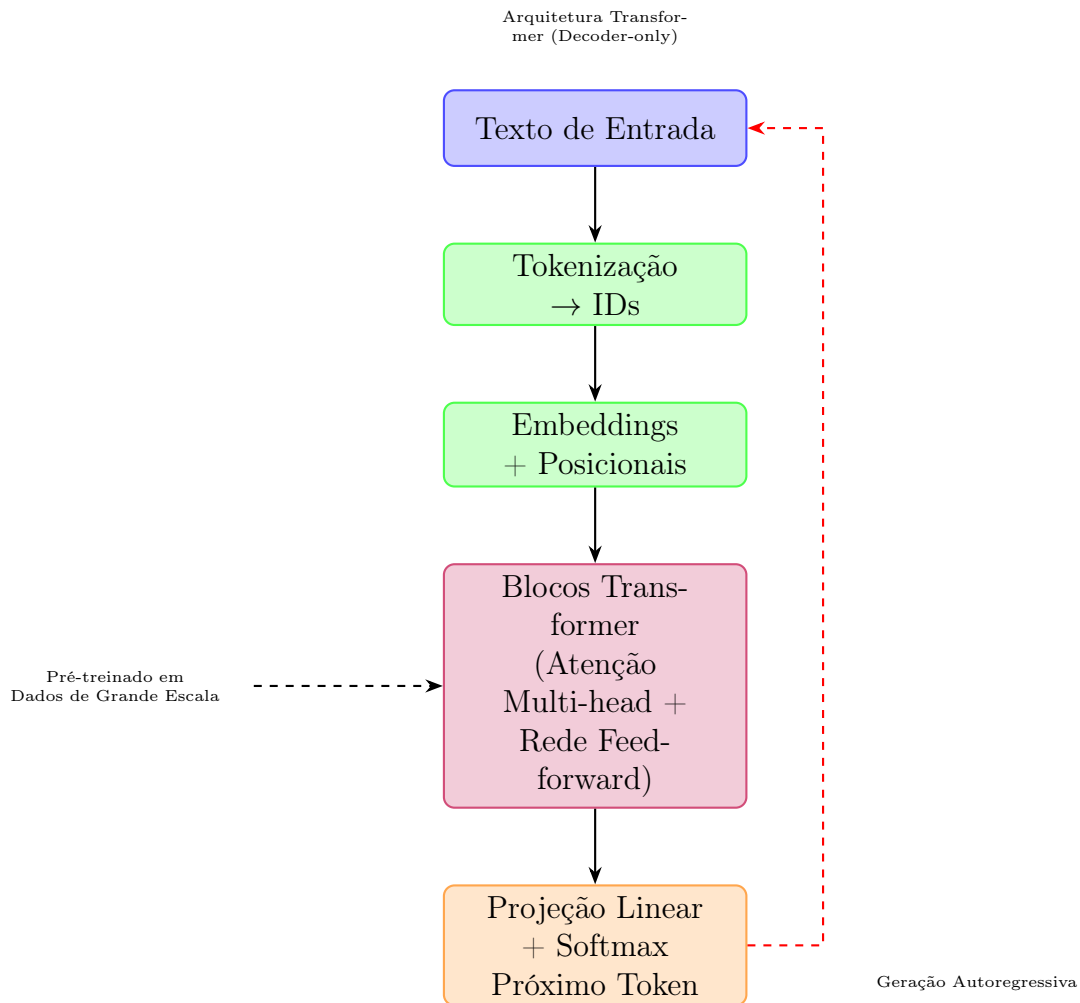 Arquitetura Transfor-
mer (Decoder-only)
Texto de Entrada
Tokenização
→ IDs
Embeddings
+ Posicionais
Blocos Trans-
former
(Atenção
Multi-head +
Rede Feed-
forward)
Pré-treinado em
Dados de Grande Escala
Projeção Linear
+ Softmax
Próximo Token
Geração Autoregressiva